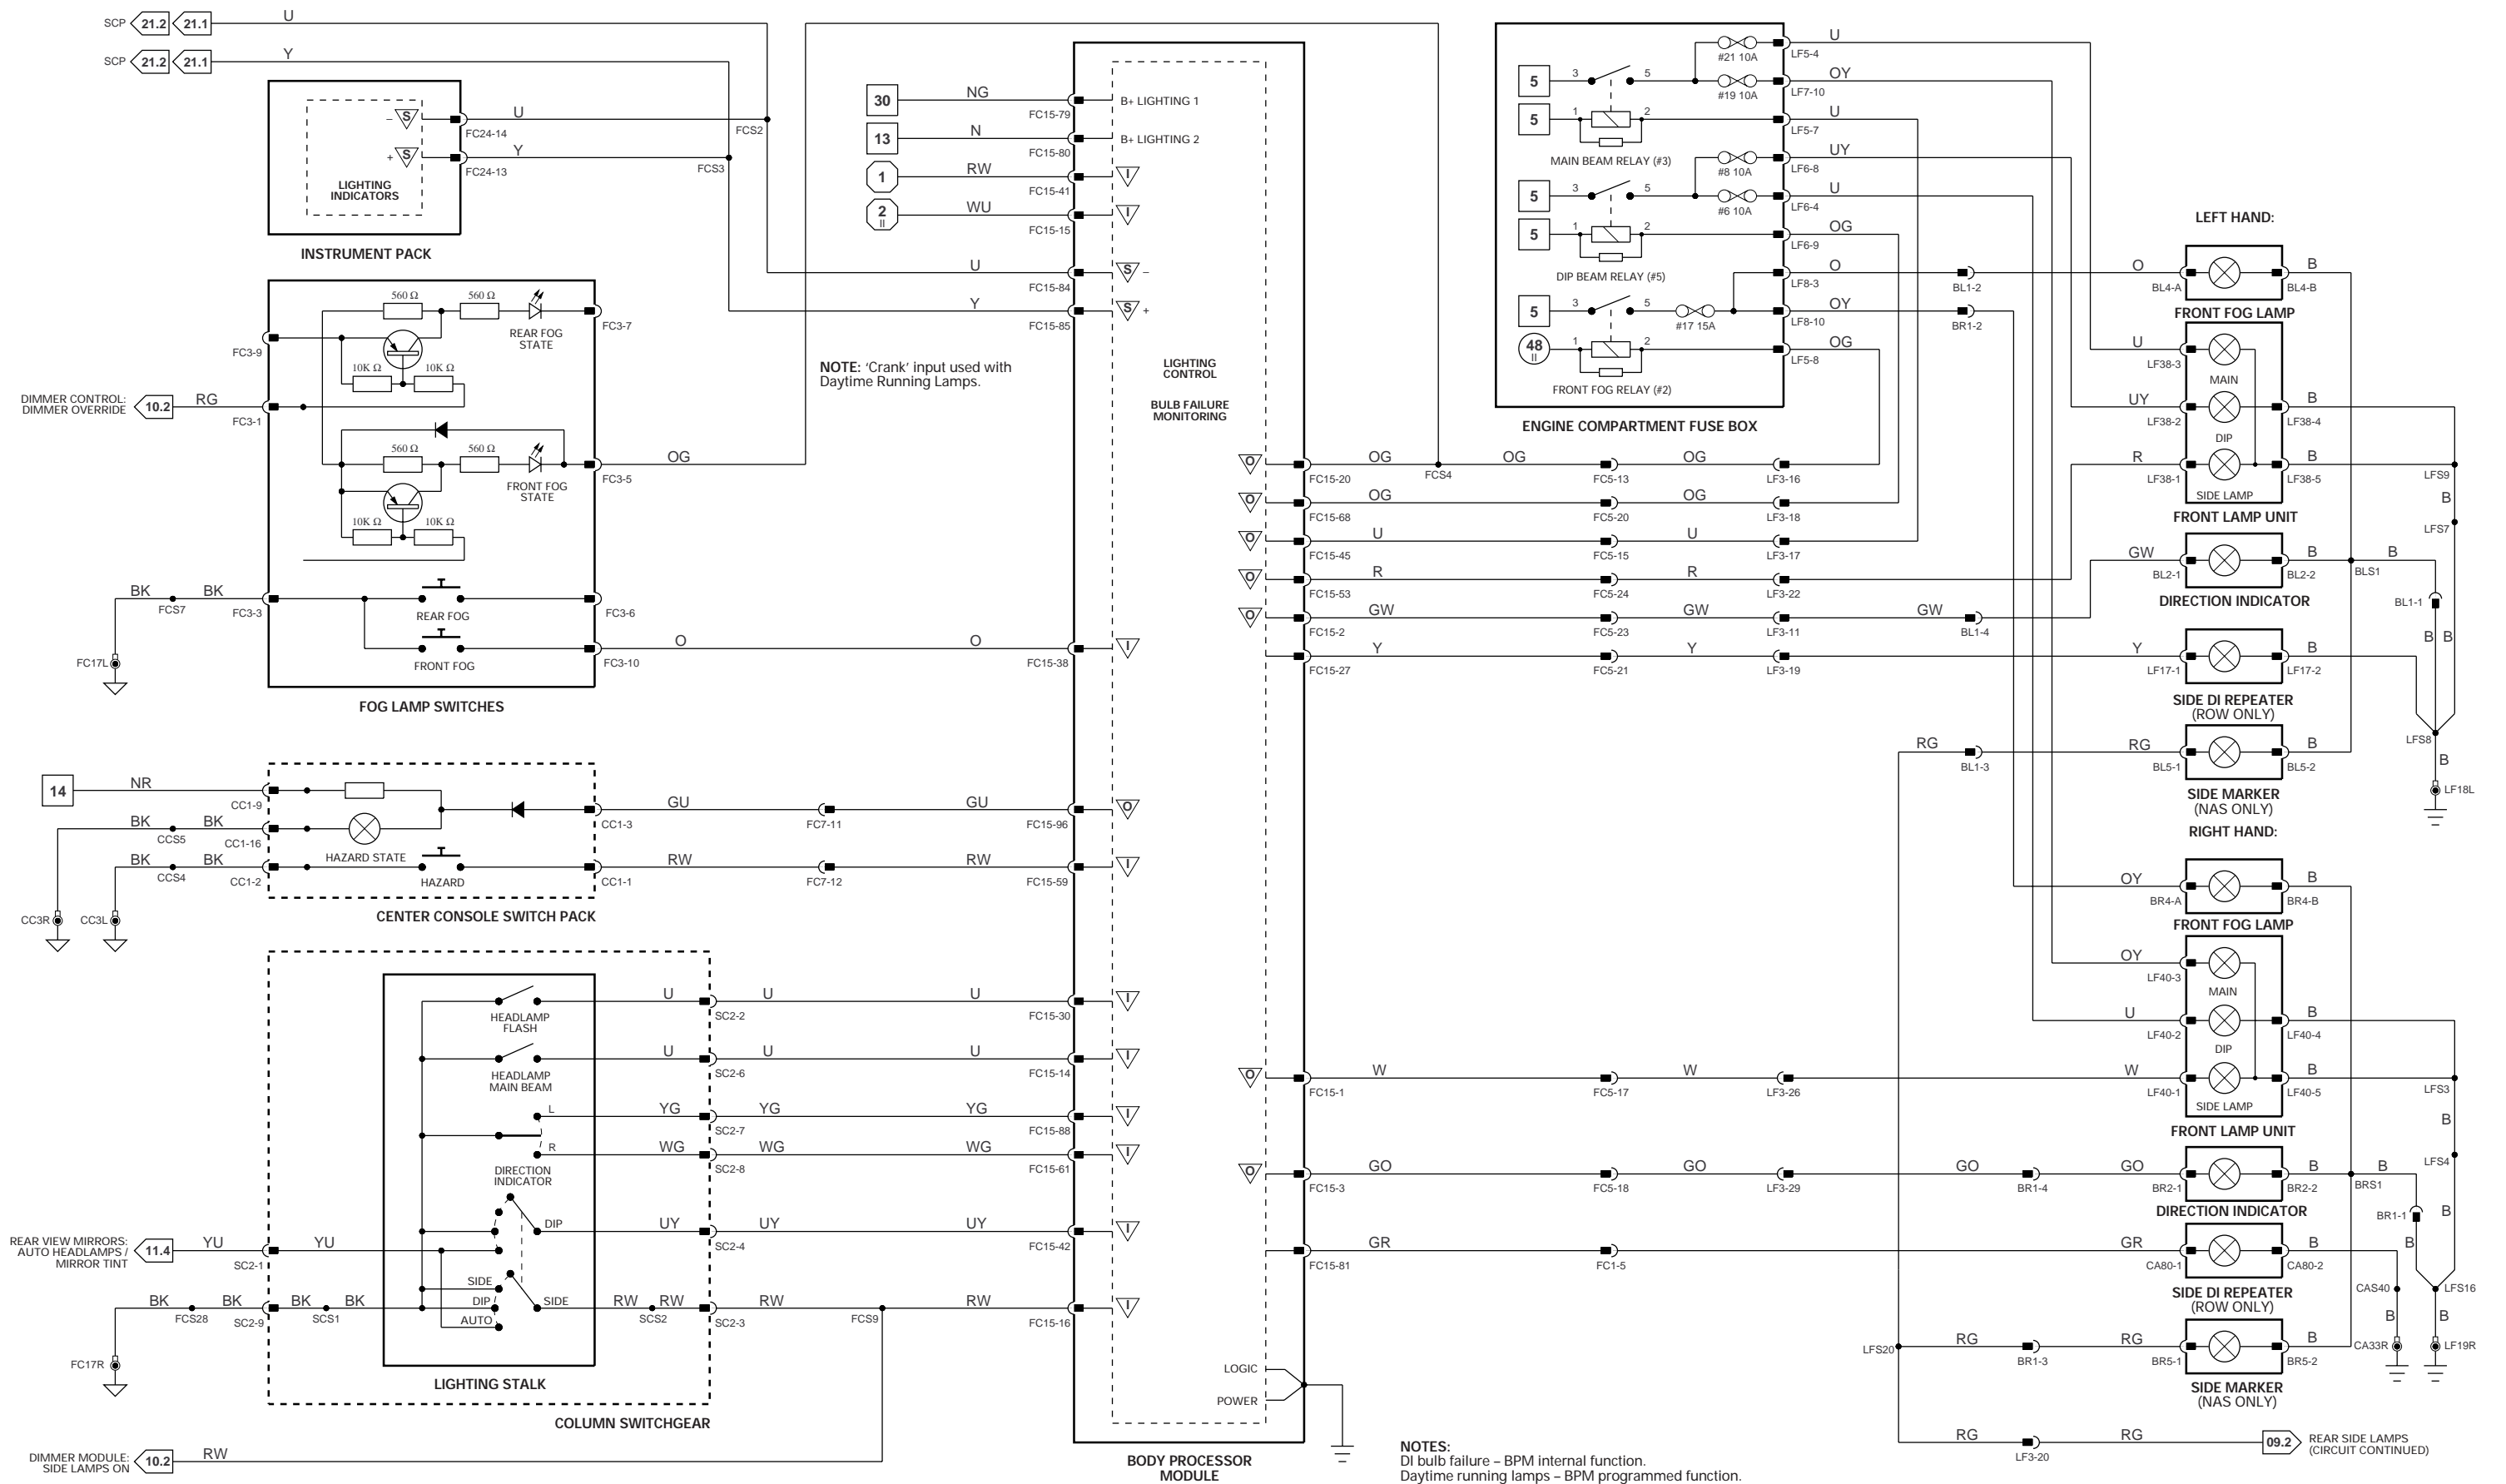 SCP 21.2 21.1 U
SCP 21.2 21.1 Y
LIGHTING
INDICATORS
– S U FC24-14 FCS2
+ S Y FC24-13 FCS3
INSTRUMENT PACK
560 Ω 560 Ω
REAR FOG
STATE
FC3-7
FC3-9
10K Ω 10K Ω
DIMMER CONTROL:
DIMMER OVERRIDE
10.2 RG FC3-1
560 Ω 560 Ω
FRONT FOG
STATE
FC3-5 OG
10K Ω 10K Ω
BK FCS7 BK FC3-3
REAR FOG FC3-6
FRONT FOG FC3-10 O O FC15-38 I
FC17L
FOG LAMP SWITCHES
14 NR CC1-9
BK CCS5 BK CC1-16
HAZARD STATE
CC1-3 GU FC7-11 GU FC15-96 O
BK CCS4 BK CC1-2
HAZARD
CC1-1 RW FC7-12 RW FC15-59 I
CC3R CC3L
CENTER CONSOLE SWITCH PACK
HEADLAMP
FLASH
U SC2-2 U U FC15-30 I
HEADLAMP
MAIN BEAM
U SC2-6 U U FC15-14 I
L YG SC2-7 YG YG FC15-88 I
R WG SC2-8 WG WG FC15-61 I
DIRECTION
INDICATOR
DIP UY SC2-4 UY UY FC15-42 I
REAR VIEW MIRRORS:
AUTO HEADLAMPS /
MIRROR TINT
11.4 YU SC2-1 YU
SIDE
DIP
AUTO
SIDE RW SCS2 RW SC2-3 RW FCS9 RW FC15-16 I
BK FCS28 BK SC2-9 BK SCS1 BK
FC17R
LIGHTING STALK
COLUMN SWITCHGEAR
DIMMER MODULE:
SIDE LAMPS ON
10.2 RW
30 NG FC15-79 B+ LIGHTING 1
13 N FC15-80 B+ LIGHTING 2
1 RW FC15-41 I
2 II WU FC15-15 I
U FC15-84 S –
Y FC15-85 S +
NOTE: ‘Crank’ input used with
Daytime Running Lamps.
LIGHTING
CONTROL
BULB FAILURE
MONITORING
O FC15-20 OG FCS4 OG FC5-13 OG LF3-16
O FC15-68 OG FC5-20 OG LF3-18
O FC15-45 U FC5-15 U LF3-17
O FC15-53 R FC5-24 R LF3-22
O FC15-2 GW FC5-23 GW LF3-11 GW BL1-4
FC15-27 Y FC5-21 Y LF3-19
O FC15-1 W FC5-17 W LF3-26 W
O FC15-3 GO FC5-18 GO LF3-29 GO BR1-4 GO
FC15-81 GR FC1-5 GR
LOGIC
POWER
BODY PROCESSOR
MODULE
#21 10A LF5-4 U
5 3 5 #19 10A LF7-10 OY
5 1 2 LF5-7 U
MAIN BEAM RELAY (#3)
#8 10A LF6-8 UY
5 3 5 #6 10A LF6-4 U
5 1 2 LF6-9 OG
DIP BEAM RELAY (#5)
LF8-3 O BL1-2 O
5 3 5 #17 15A LF8-10 OY BR1-2
48 II 1 2 LF5-8 OG
FRONT FOG RELAY (#2)
ENGINE COMPARTMENT FUSE BOX
LEFT HAND:
BL4-A BL4-B B
FRONT FOG LAMP
U LF38-3
MAIN
UY LF38-2 LF38-4 B
DIP
R LF38-1 LF38-5 B LFS9
SIDE LAMP
B
FRONT LAMP UNIT
LFS7
GW BL2-1 BL2-2 B BLS1 B
DIRECTION INDICATOR
BL1-1
B B
Y LF17-1 LF17-2 B
SIDE DI REPEATER
(ROW ONLY)
LFS8
RG BL1-3 RG BL5-1 BL5-2 B
B
LF18L
SIDE MARKER
(NAS ONLY)
RIGHT HAND:
OY BR4-A BR4-B B
FRONT FOG LAMP
OY LF40-3
MAIN
U LF40-2 LF40-4 B
DIP
LF40-1 LF40-5 B LFS3
SIDE LAMP
B
FRONT LAMP UNIT
LFS4
BR2-1 BR2-2 B BRS1 B
DIRECTION INDICATOR
BR1-1 B
B
CA80-1 CA80-2 B
SIDE DI REPEATER
(ROW ONLY)
CAS40 LFS16
B B
LFS20 RG BR1-3 RG BR5-1 BR5-2 B
CA33R LF19R
SIDE MARKER
(NAS ONLY)
RG LF3-20 RG 09.2
REAR SIDE LAMPS
(CIRCUIT CONTINUED)
NOTES:
DI bulb failure – BPM internal function.
Daytime running lamps – BPM programmed function.